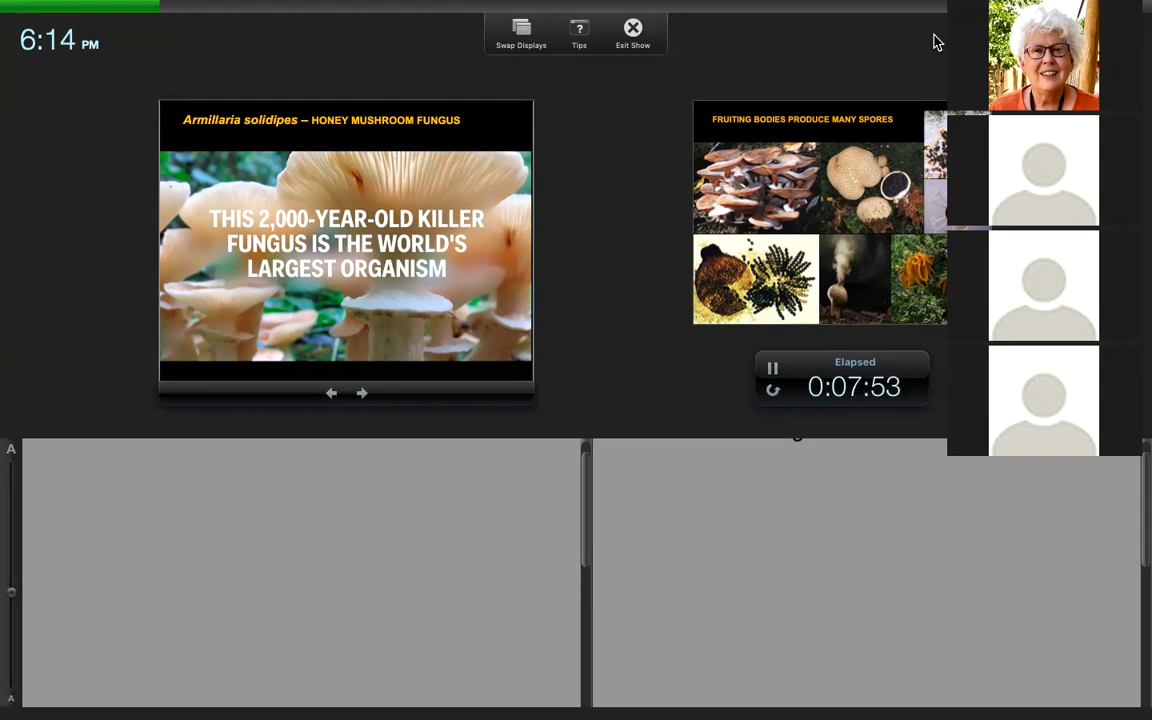 6:14 PM
Swap Displays
?
Tips
Exit Show
Armillaria solidipes – HONEY MUSHROOM FUNGUS
THIS 2,000-YEAR-OLD KILLER
FUNGUS IS THE WORLD'S
LARGEST ORGANISM
FRUITING BODIES PRODUCE MANY SPORES
Elapsed
0:07:53
A
A